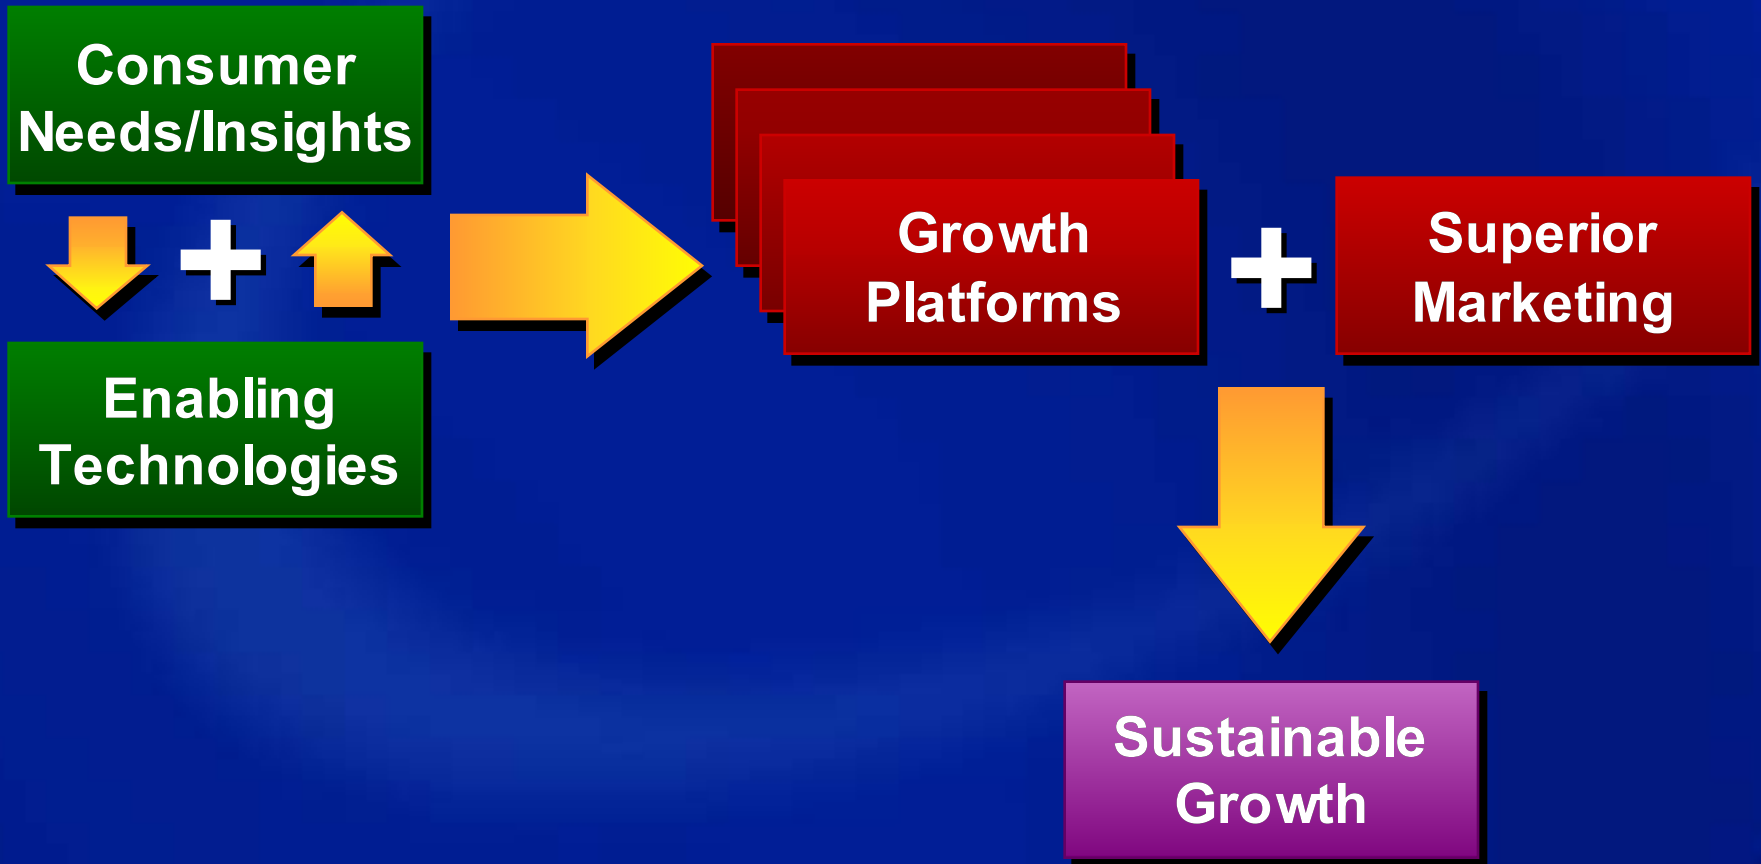 Consumer
Needs/Insights
+
Enabling
Technologies
Growth
Platforms
+
Superior
Marketing
Sustainable
Growth